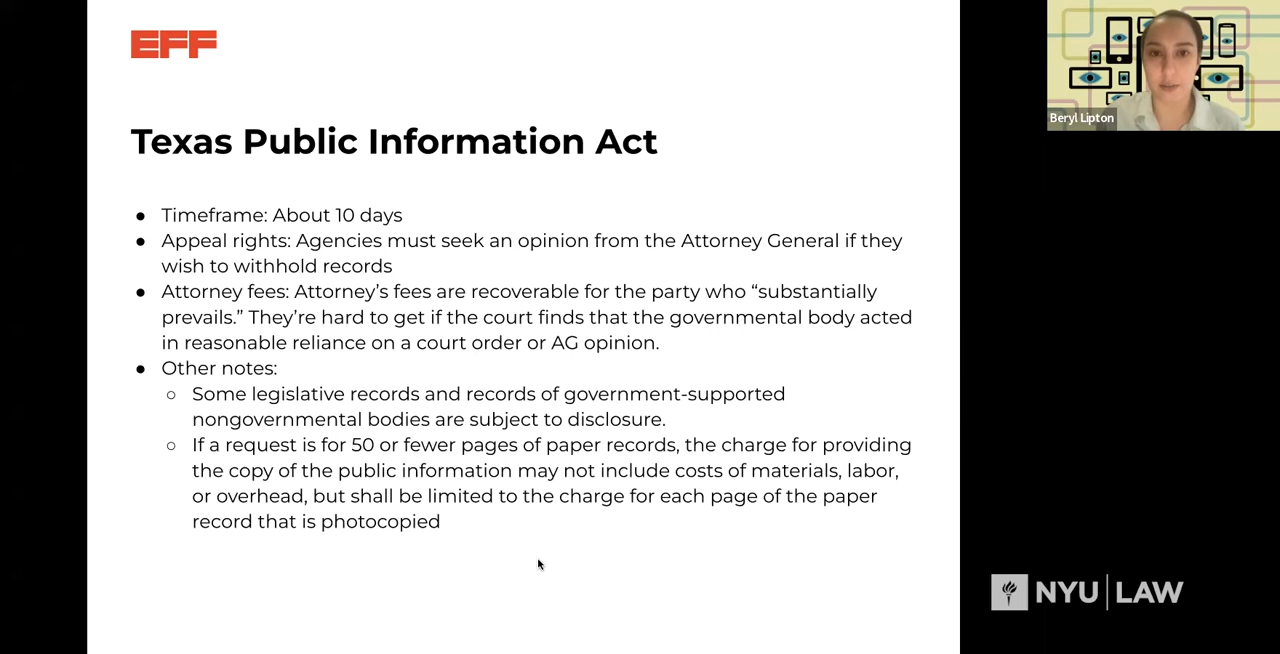 EFF
Texas Public Information Act
● Timeframe: About 10 days
● Appeal rights: Agencies must seek an opinion from the Attorney General if they
wish to withhold records
● Attorney fees: Attorney’s fees are recoverable for the party who “substantially
prevails.” They’re hard to get if the court finds that the governmental body acted
in reasonable reliance on a court order or AG opinion.
● Other notes:
○ Some legislative records and records of government-supported
nongovernmental bodies are subject to disclosure.
○ If a request is for 50 or fewer pages of paper records, the charge for providing
the copy of the public information may not include costs of materials, labor,
or overhead, but shall be limited to the charge for each page of the paper
record that is photocopied
Beryl Lipton
NYU | LAW